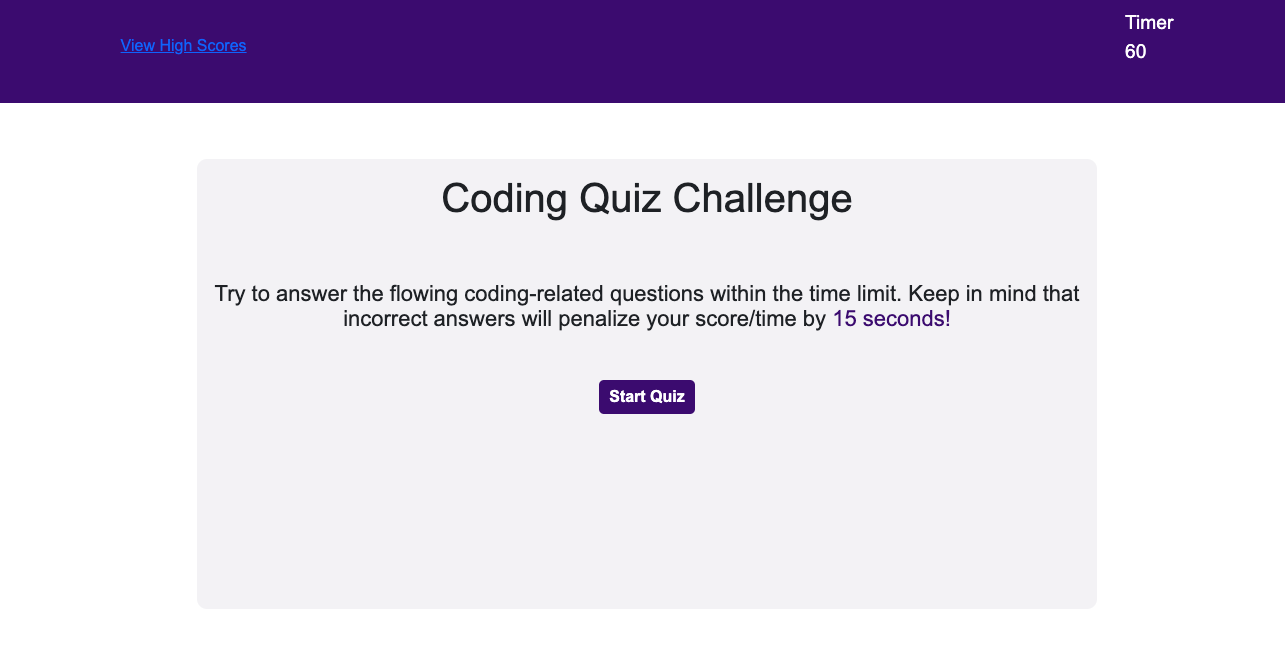 View High Scores
Timer
60
Coding Quiz Challenge
Try to answer the flowing coding-related questions within the time limit. Keep in mind that
incorrect answers will penalize your score/time by 15 seconds!
Start Quiz